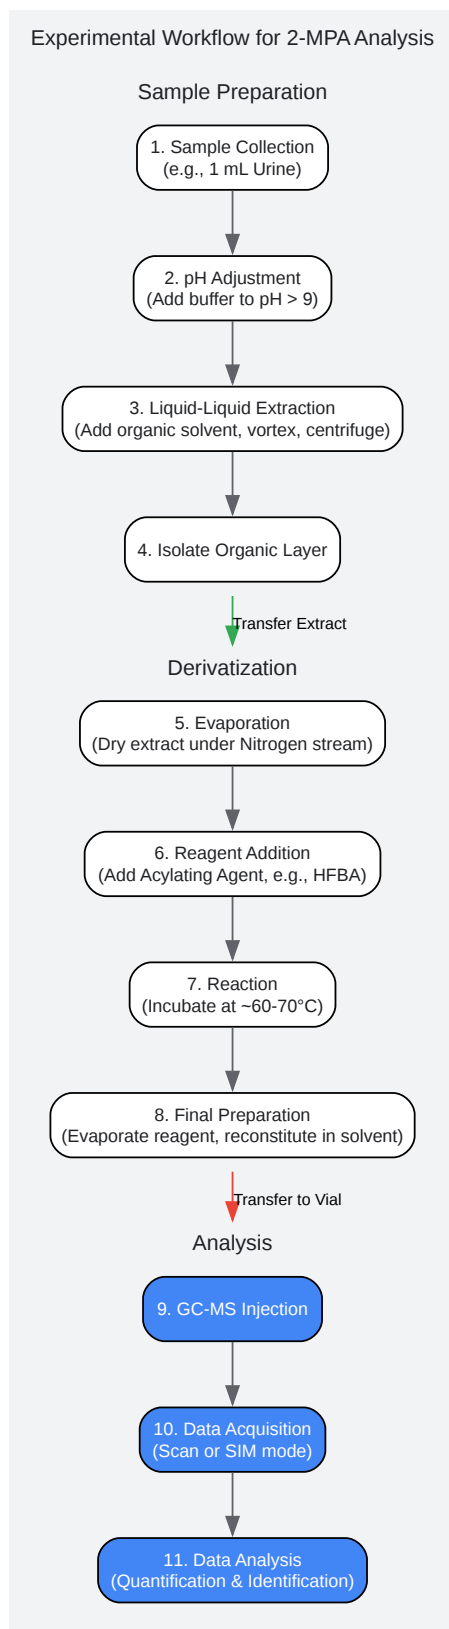 Experimental Workflow for 2-MPA Analysis
Sample Preparation
1. Sample Collection
(e.g., 1 mL Urine)
2. pH Adjustment
(Add buffer to pH > 9)
3. Liquid-Liquid Extraction
(Add organic solvent, vortex, centrifuge)
4. Isolate Organic Layer
Transfer Extract
Derivatization
5. Evaporation
(Dry extract under Nitrogen stream)
6. Reagent Addition
(Add Acylating Agent, e.g., HFBA)
7. Reaction
(Incubate at ~60-70°C)
8. Final Preparation
(Evaporate reagent, reconstitute in solvent)
Transfer to Vial
Analysis
9. GC-MS Injection
10. Data Acquisition
(Scan or SIM mode)
11. Data Analysis
(Quantification & Identification)